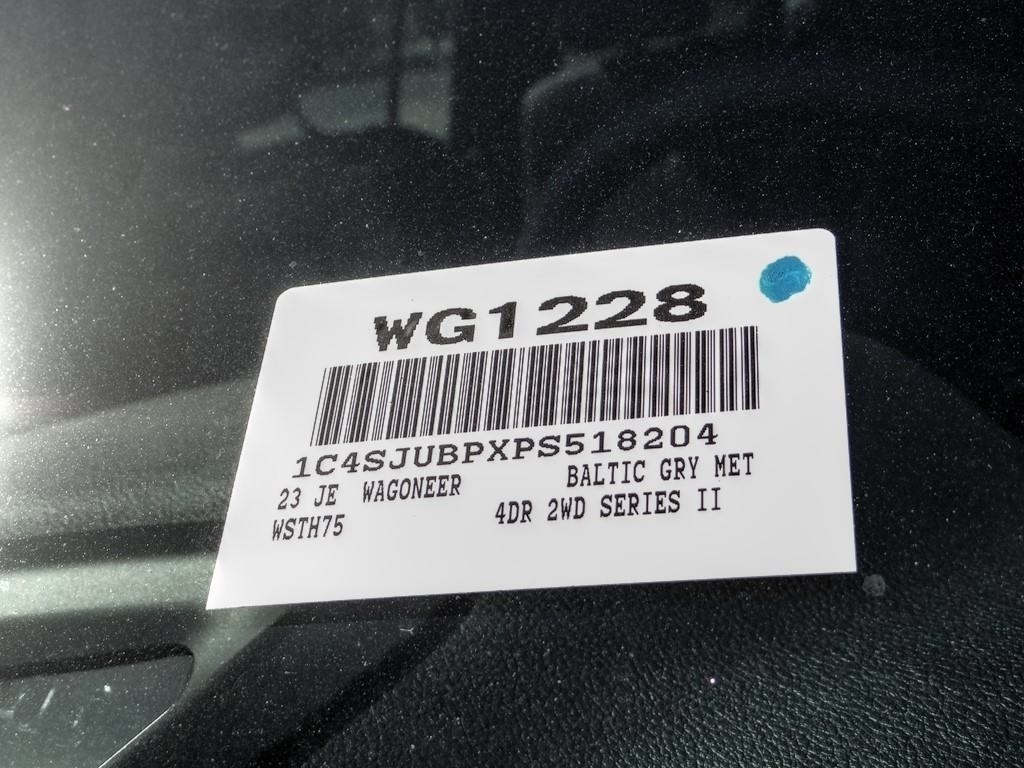 WG1228
1C4SJUBPXPS518204
23 JE WAGONEER BALTIC GRY MET
WSTH75 4DR 2WD SERIES II